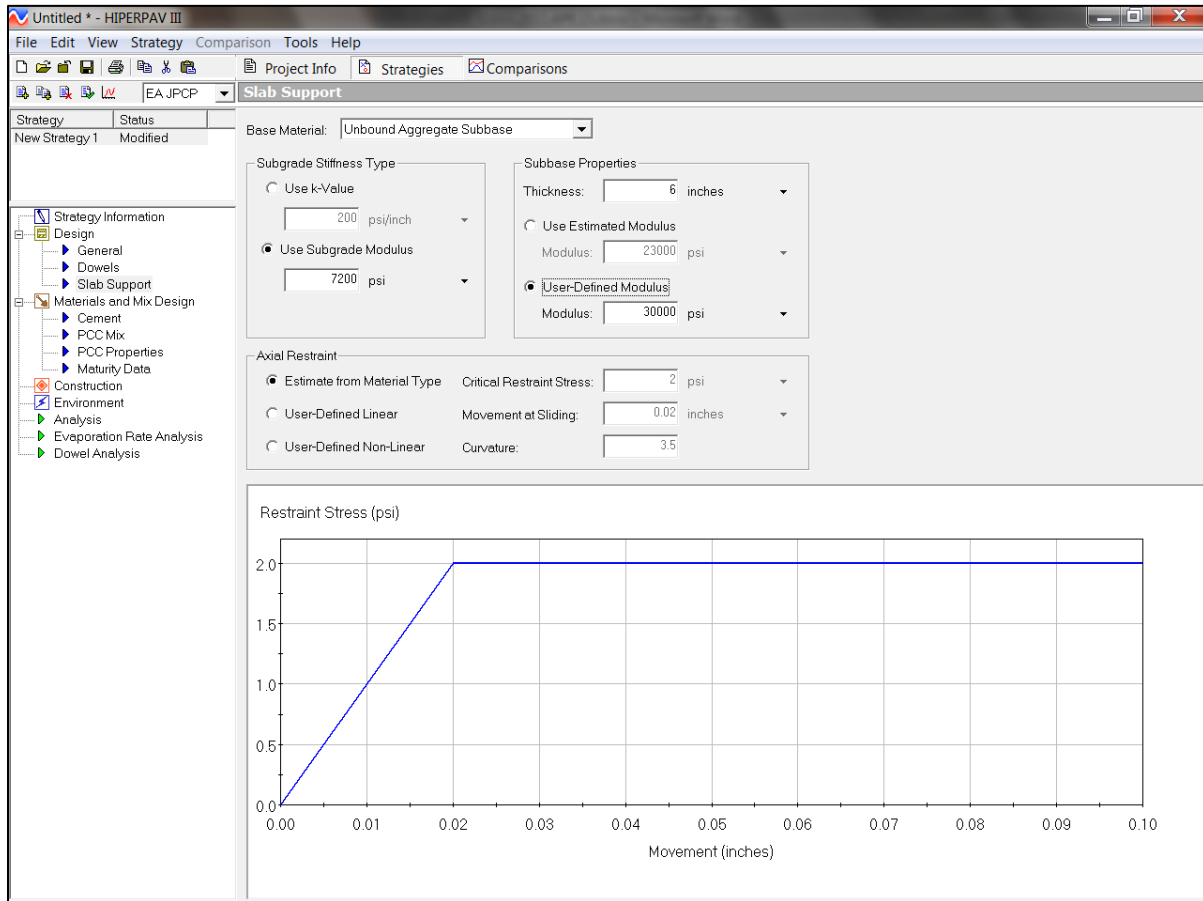 Untitled * - HIPERPAV III
File Edit View Strategy Comparison Tools Help
Project Info Strategies Comparisons
EA JPCP Slab Support
Strategy Status
New Strategy 1 Modified
Base Material: Unbound Aggregate Subbase
Subgrade Stiffness Type
Use k-Value
200 psi/inch
Use Subgrade Modulus
7200 psi
Subbase Properties
Thickness: 6 inches
Use Estimated Modulus
Modulus: 23000 psi
User-Defined Modulus
Modulus: 30000 psi
Strategy Information
Design
General
Dowels
Slab Support
Materials and Mix Design
Cement
PCC Mix
PCC Properties
Maturity Data
Construction
Environment
Analysis
Evaporation Rate Analysis
Dowel Analysis
Axial Restraint
Estimate from Material Type Critical Restraint Stress: 2 psi
User-Defined Linear Movement at Sliding: 0.02 inches
User-Defined Non-Linear Curvature: 3.5
Restraint Stress (psi)
2.0
1.5
1.0
0.5
0.0
0.00 0.01 0.02 0.03 0.04 0.05 0.06 0.07 0.08 0.09 0.10
Movement (inches)